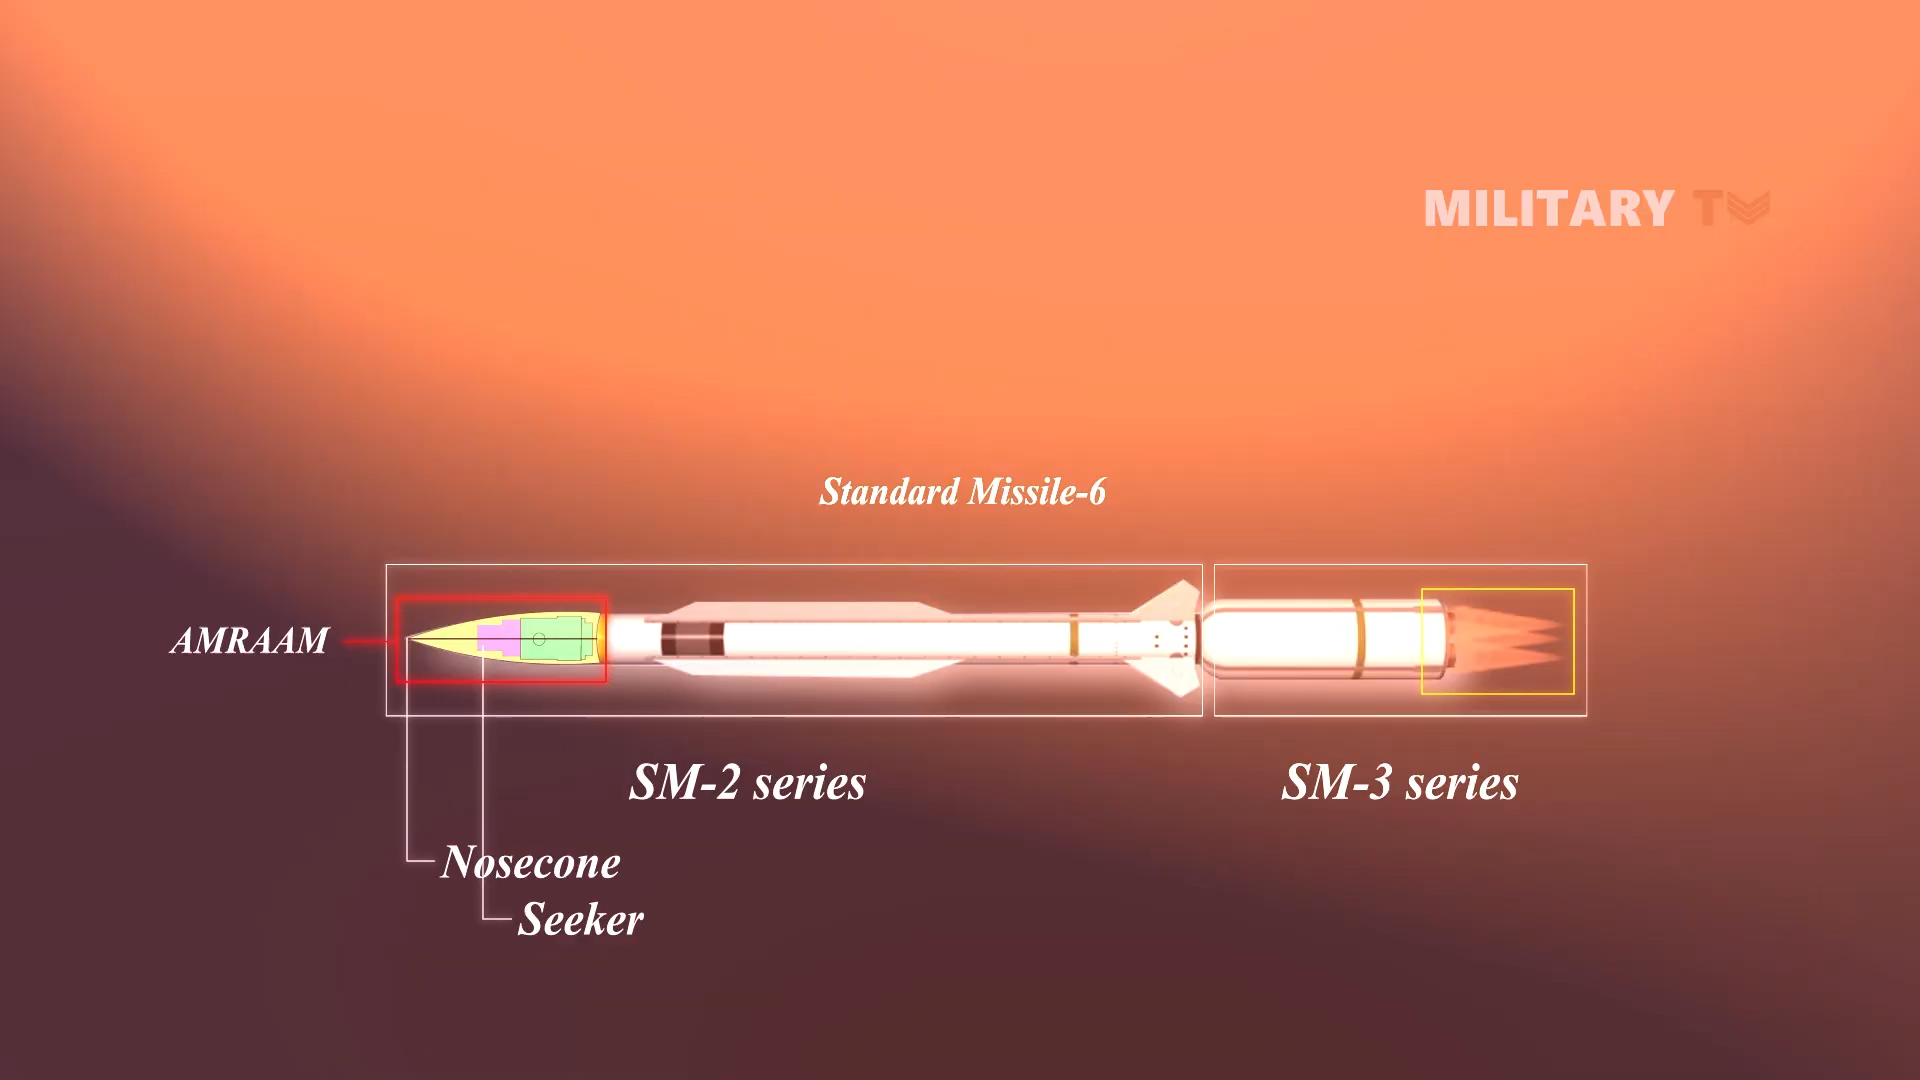 MILITARY TV
Standard Missile-6
AMRAAM
SM-2 series
SM-3 series
Nosecone
Seeker